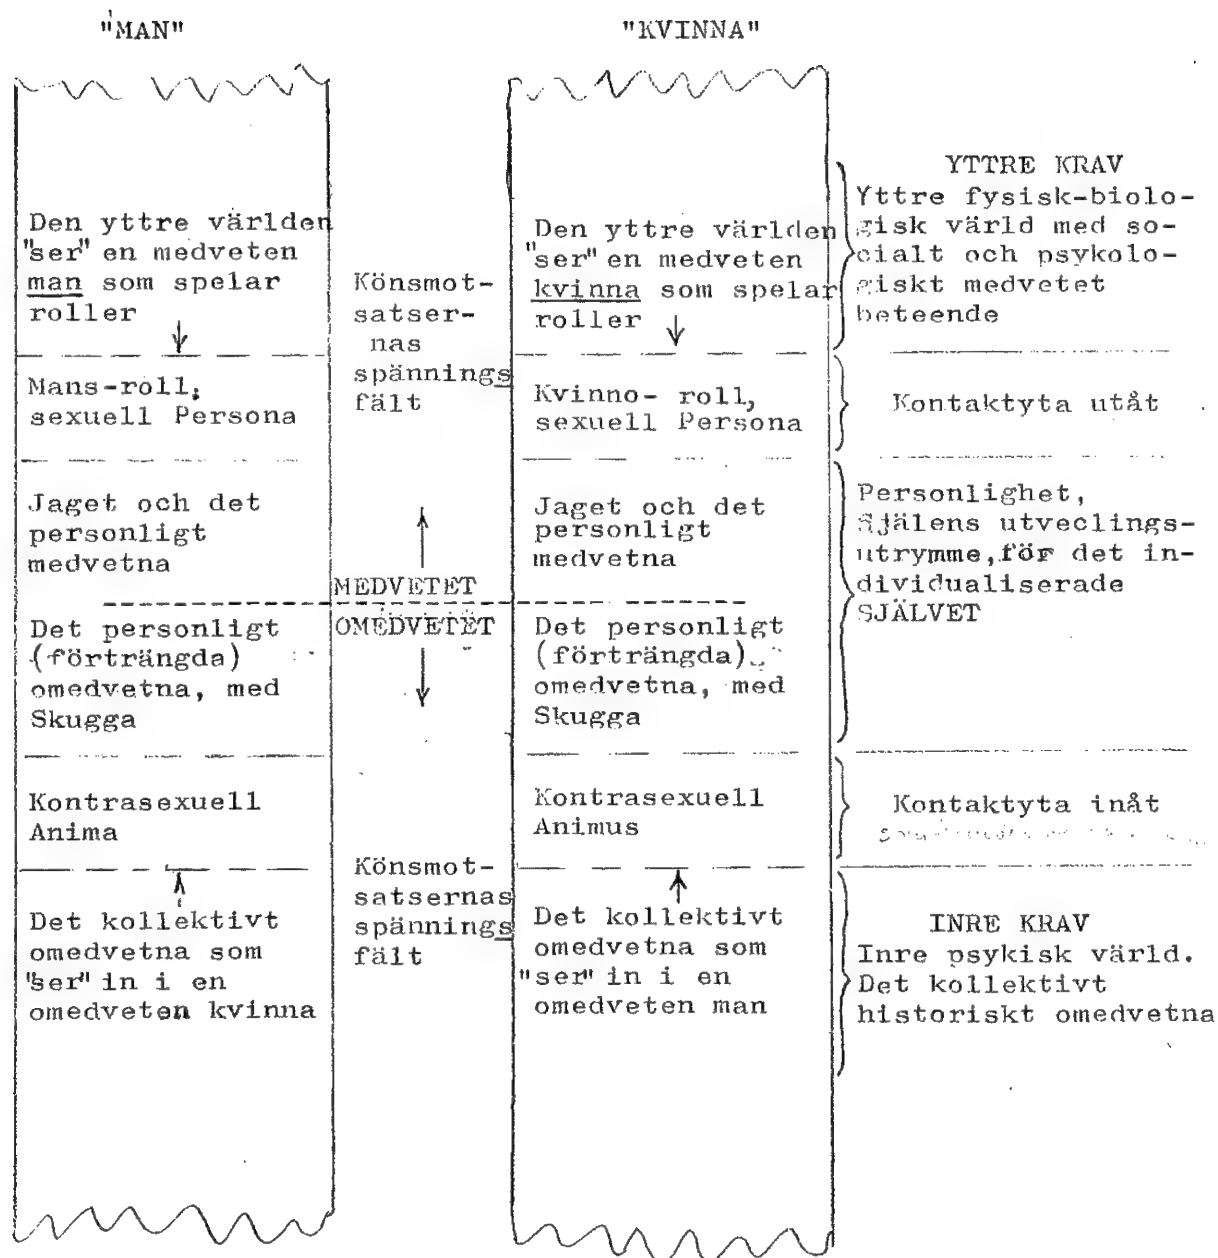 "MAN"
"KVINNA"
Den yttre världen
"ser" en medveten
man som spelar
roller
Mans-roll,
sexuell Persona
Jaget och det
personligt
medvetna
Det personligt
(förträngda)
omedvetna, med
Skugga
Kontrasexuell
Anima
Det kollektivt
omedvetna som
"ser" in i en
omedveten kvinna
Könsmot-
satser-
nas
spännings
fält
MEDVETET
OMEDVETET
Könsmot-
satsernas
spännings
fält
Den yttre världen
"ser" en medveten
kvinna som spelar
roller
Kvinno- roll,
sexuell Persona
Jaget och det
personligt
medvetna
Det personligt
(förträngda)
omedvetna, med
Skugga
Kontrasexuell
Animus
Det kollektivt
omedvetna som
"ser" in i en
omedveten man
YTTRE KRAV
Yttre fysisk-biolo-
gisk värld med so-
cialt och psykolo-
giskt medvetet
beteende
Kontaktyta utåt
Personlighet,
Själens utveclings-
utrymme, för det in-
dividualiserade
SJÄLVET
Kontaktyta inåt
INRE KRAV
Inre psykisk värld.
Det kollektivt
historiskt omedvetna